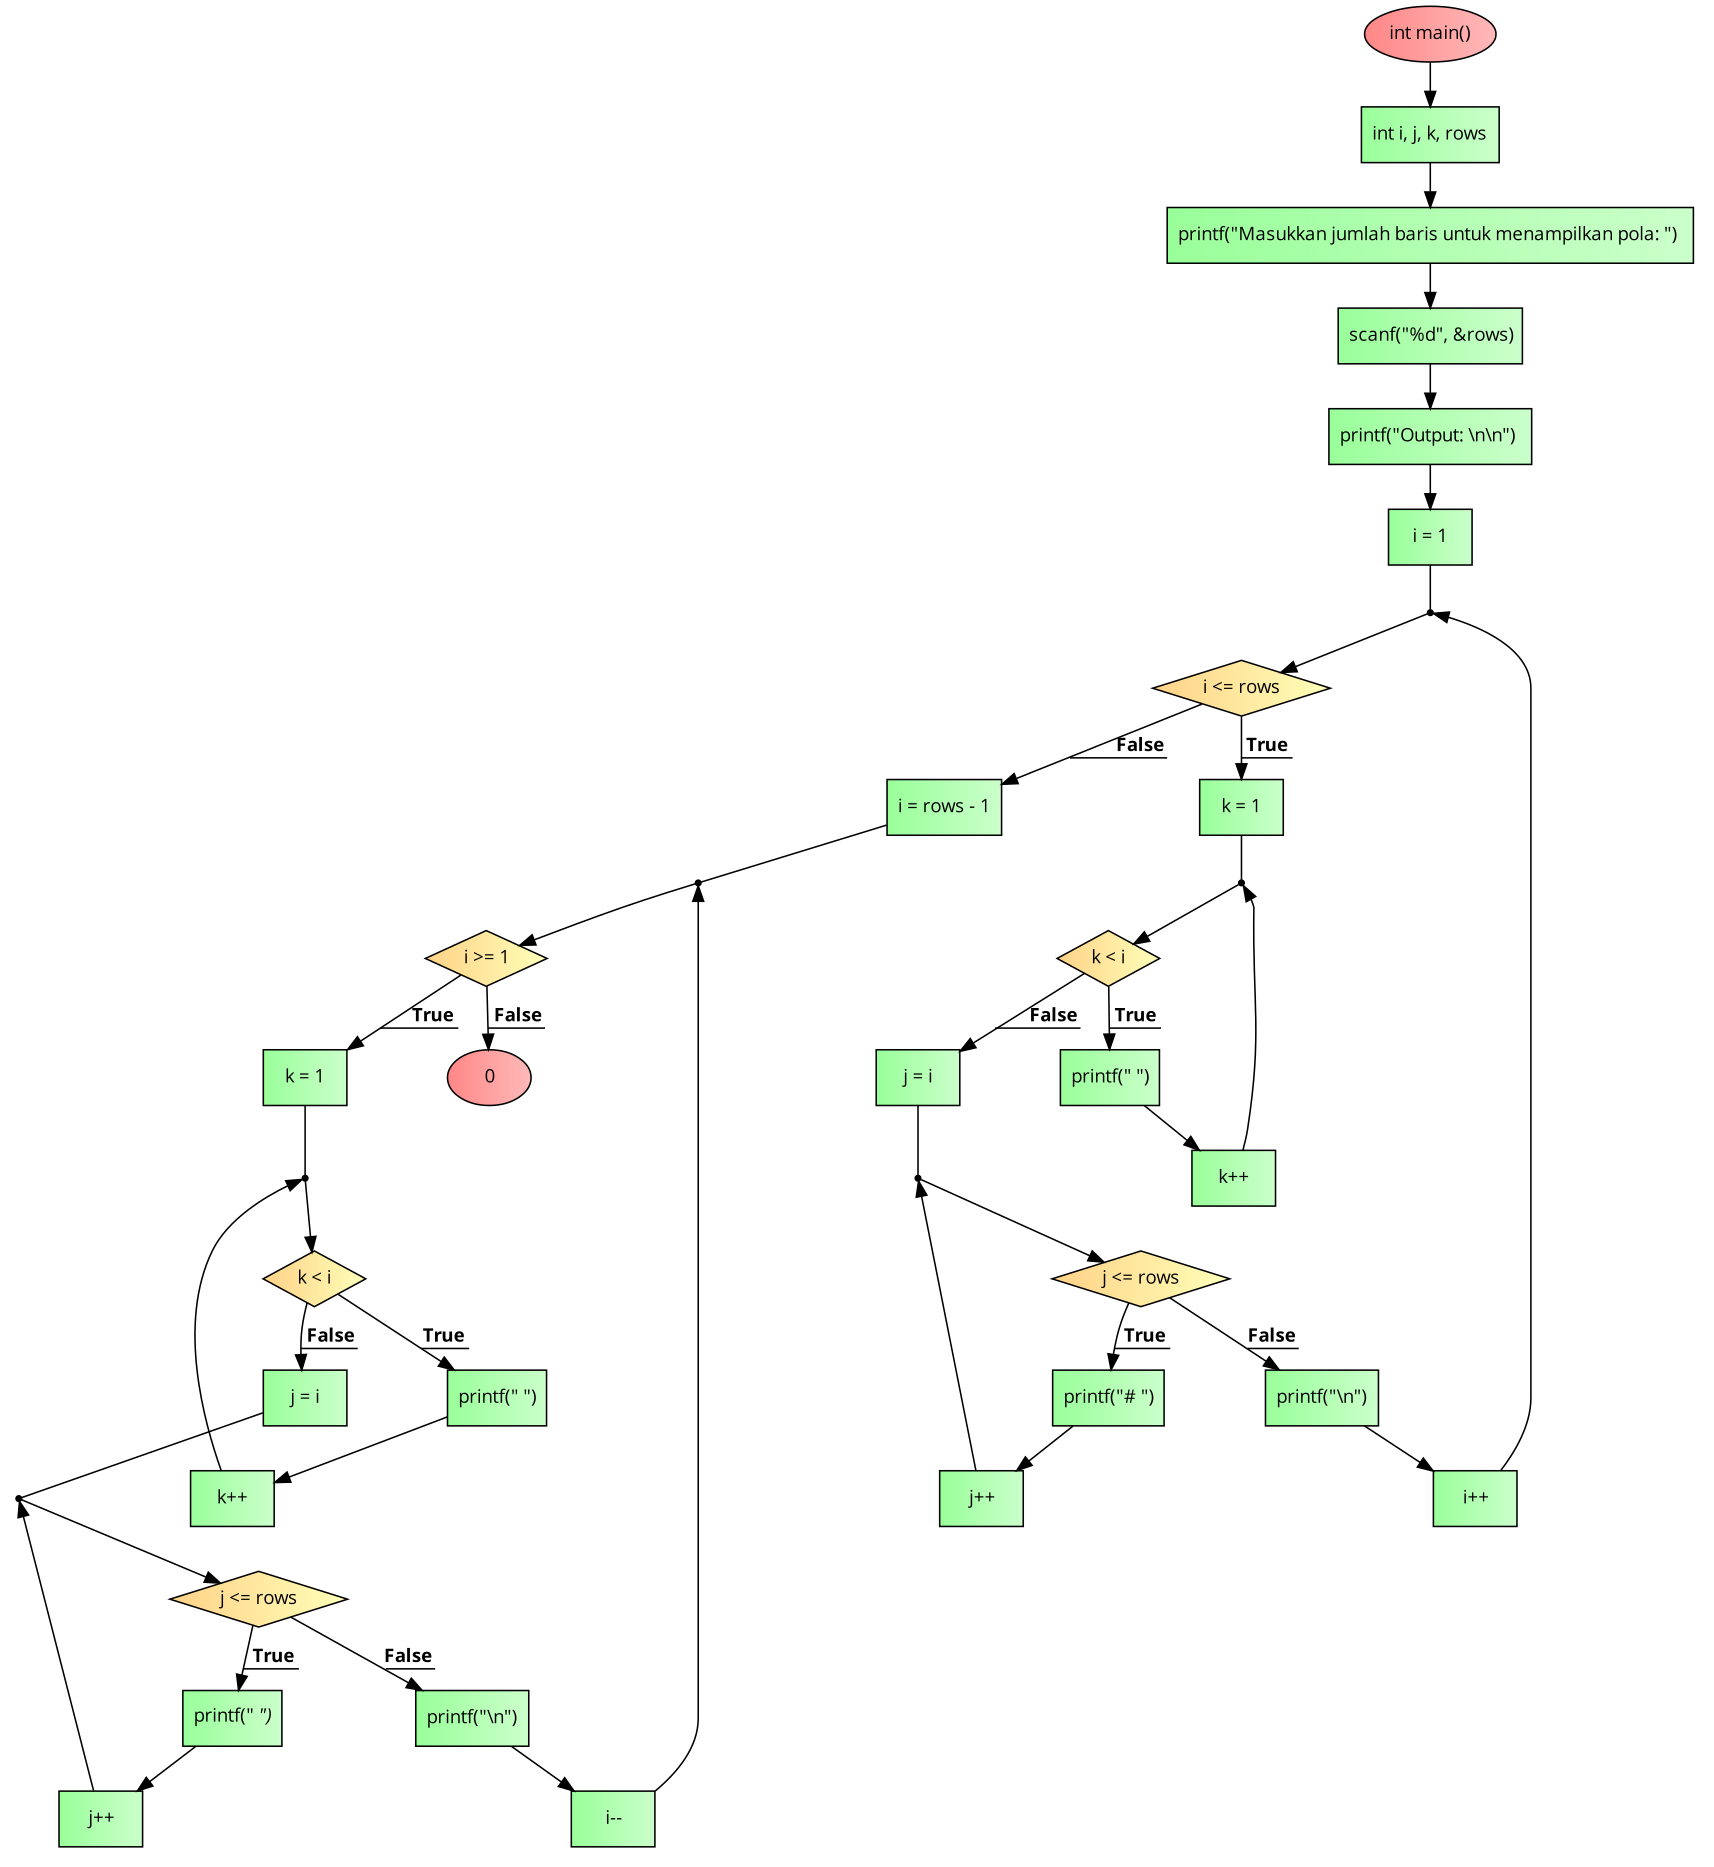 int main()
int i, j, k, rows
printf("Masukkan jumlah baris untuk menampilkan pola: ")
scanf("%d", &rows)
printf("Output: \n\n")
i = 1
i <= rows
False
True
i = rows - 1
k = 1
i >= 1
k < i
True
False
False
True
k = 1
0
j = i
printf(" ")
k++
k < i
j <= rows
False
True
True
False
j = i
printf(" ")
printf("# ")
printf("\n")
k++
j++
i++
j <= rows
True
False
printf(" ")
printf("\n")
j++
i--